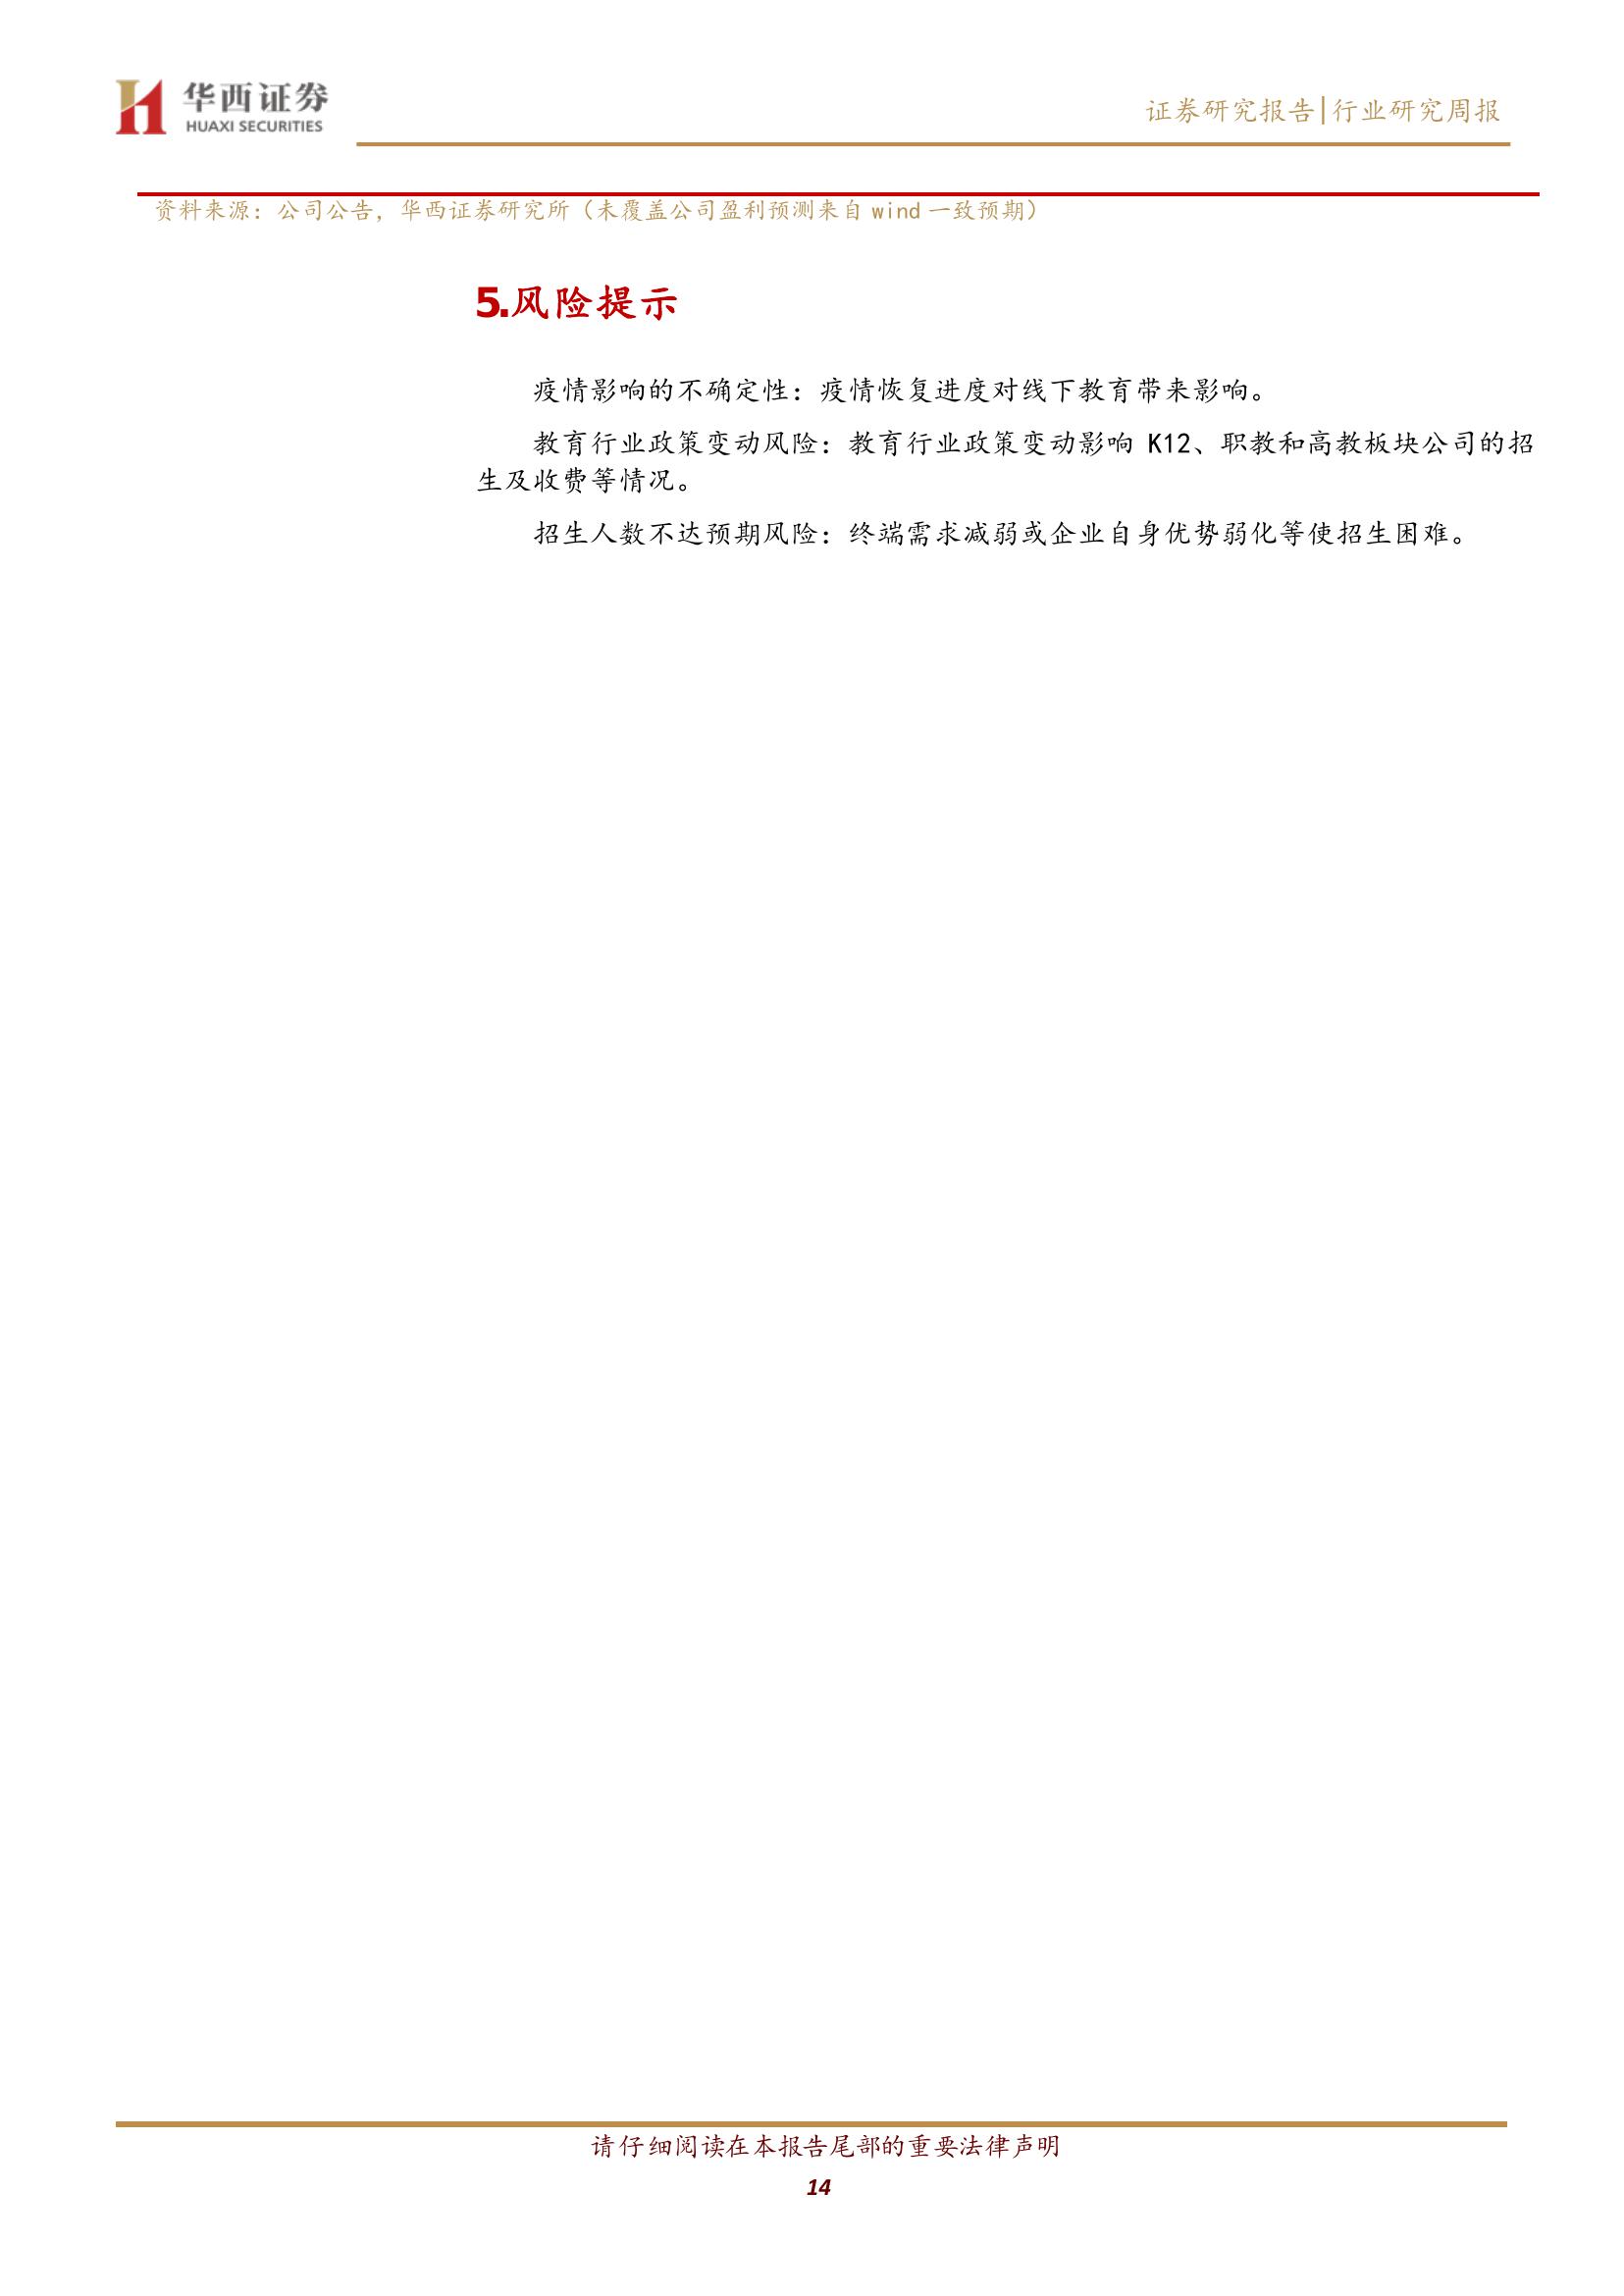 华西证券
HUAXI SECURITIES
证券研究报告|行业研究周报
资料来源：公司公告，华西证券研究所（未覆盖公司盈利预测来自 wind 一致预期）
5.风险提示
疫情影响的不确定性：疫情恢复进度对线下教育带来影响。
教育行业政策变动风险：教育行业政策变动影响 K12、职教和高教板块公司的招
生及收费等情况。
招生人数不达预期风险：终端需求减弱或企业自身优势弱化等使招生困难。
请仔细阅读在本报告尾部的重要法律声明
14